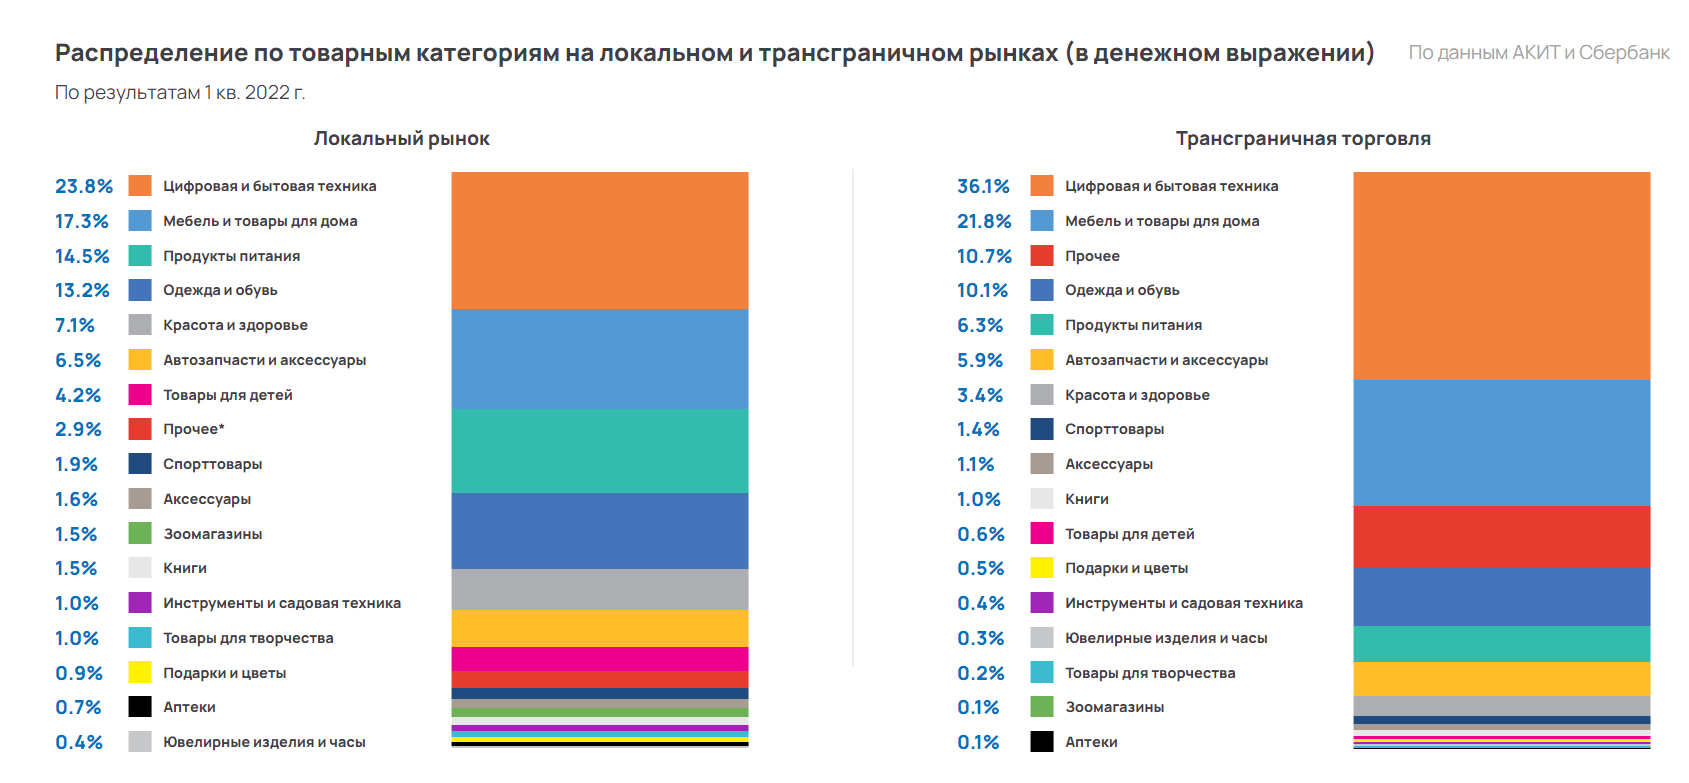 Распределение по товарным категориям на локальном и трансграничном рынках (в денежном выражении)
По данным АКИТ и Сбербанк
По результатам 1 кв. 2022 г.
Локальный рынок
23.8% Цифровая и бытовая техника
17.3% Мебель и товары для дома
14.5% Продукты питания
13.2% Одежда и обувь
7.1% Красота и здоровье
6.5% Автозапчасти и аксессуары
4.2% Товары для детей
2.9% Прочее*
1.9% Спорттовары
1.6% Аксессуары
1.5% Зоомагазины
1.5% Книги
1.0% Инструменты и садовая техника
1.0% Товары для творчества
0.9% Подарки и цветы
0.7% Аптеки
0.4% Ювелирные изделия и часы
Трансграничная торговля
36.1% Цифровая и бытовая техника
21.8% Мебель и товары для дома
10.7% Прочее
10.1% Одежда и обувь
6.3% Продукты питания
5.9% Автозапчасти и аксессуары
3.4% Красота и здоровье
1.4% Спорттовары
1.1% Аксессуары
1.0% Книги
0.6% Товары для детей
0.5% Подарки и цветы
0.4% Инструменты и садовая техника
0.3% Ювелирные изделия и часы
0.2% Товары для творчества
0.1% Зоомагазины
0.1% Аптеки